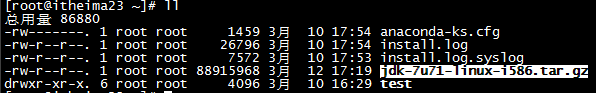 [root@itheima23 ~]# ll
总用量 86880
-rw-------. 1 root root     1459 3月  10 17:54 anaconda-ks.cfg
-rw-r--r--. 1 root root    26796 3月  10 17:54 install.log
-rw-r--r--. 1 root root     7572 3月  10 17:53 install.log.syslog
-rw-r--r--. 1 root root 88915968 3月  12 17:19 jdk-7u71-linux-i586.tar.gz
drwxr-xr-x. 6 root root     4096 3月  10 16:29 test